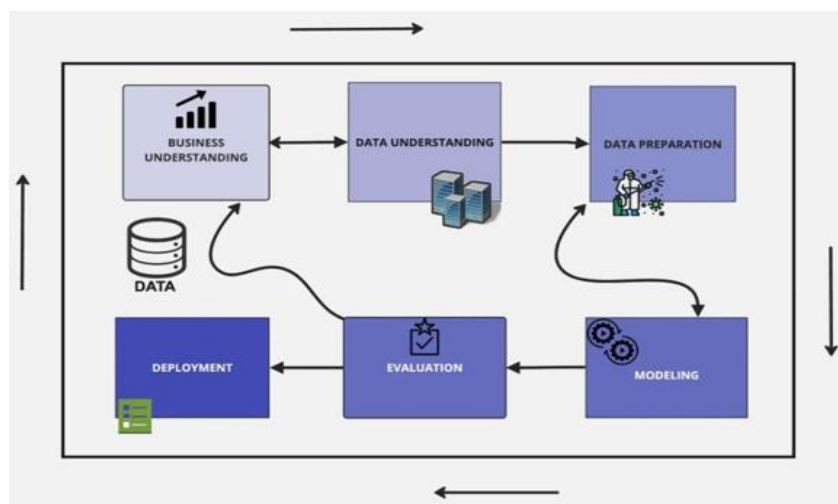 BUSINESS
UNDERSTANDING
DATA UNDERSTANDING
DATA PREPARATION
DATA
DEPLOYMENT
EVALUATION
MODELING